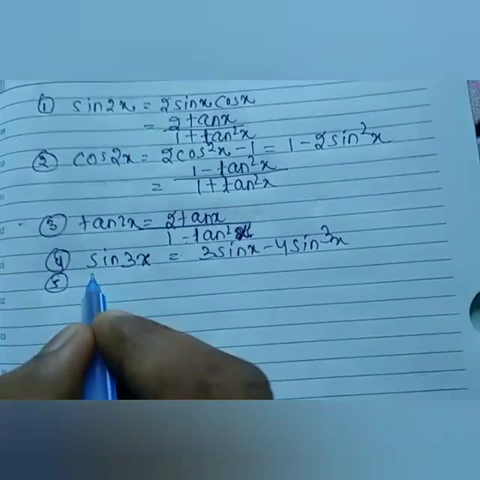 ① sin2x = 2sinx cosx
= 2tanx / 1+tan²x
② cos2x = 2cos²x - 1 = 1 - 2sin²x
= 1 - tan²x / 1+tan²x
③ tan2x = 2tanx / 1 - tan²x
④ sin3x = 3sinx - 4sin³x
⑤